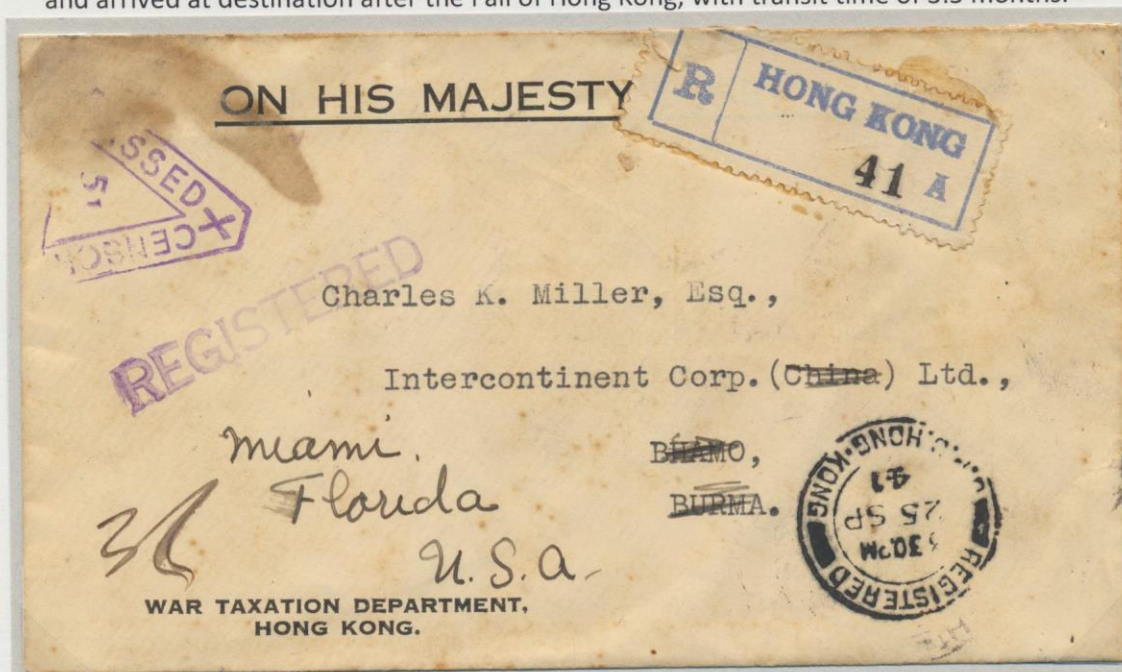 and arrived at destination after the Fall of Hong Kong, with transit time of 3.5 months.
ON HIS MAJESTY
R HONG KONG
41 A
SSED
CENSOR
REGISTERED
Charles K. Miller, Esq.,
Intercontinent Corp. (China) Ltd.,
BHAMO,
BURMA.
Miami.
Florida
U.S.A.
HONG-KONG
41
25 SP
30PM
REGISTERED
WAR TAXATION DEPARTMENT,
HONG KONG.